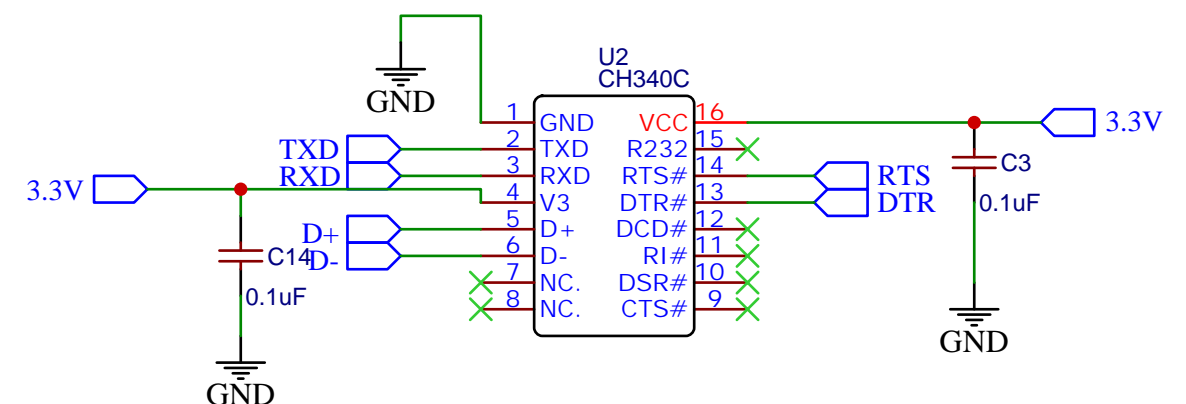 U2
CH340C
GND
1 GND
2 TXD
3 RXD
4 V3
5 D+
6 D-
7 NC.
8 NC.
VCC 16
R232 15
RTS# 14
DTR# 13
DCD# 12
RI# 11
DSR# 10
CTS# 9
TXD
RXD
3.3V
D+
D-
C14
0.1uF
GND
3.3V
RTS
DTR
C3
0.1uF
GND